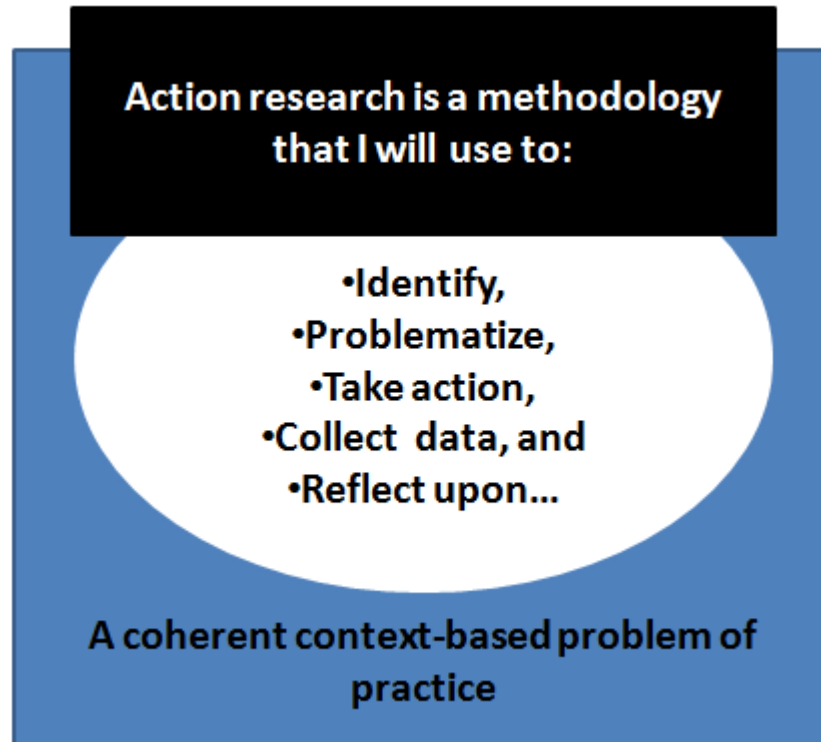 Action research is a methodology
that I will use to:
•Identify,
•Problematize,
•Take action,
•Collect data, and
•Reflect upon…
A coherent context-based problem of
practice